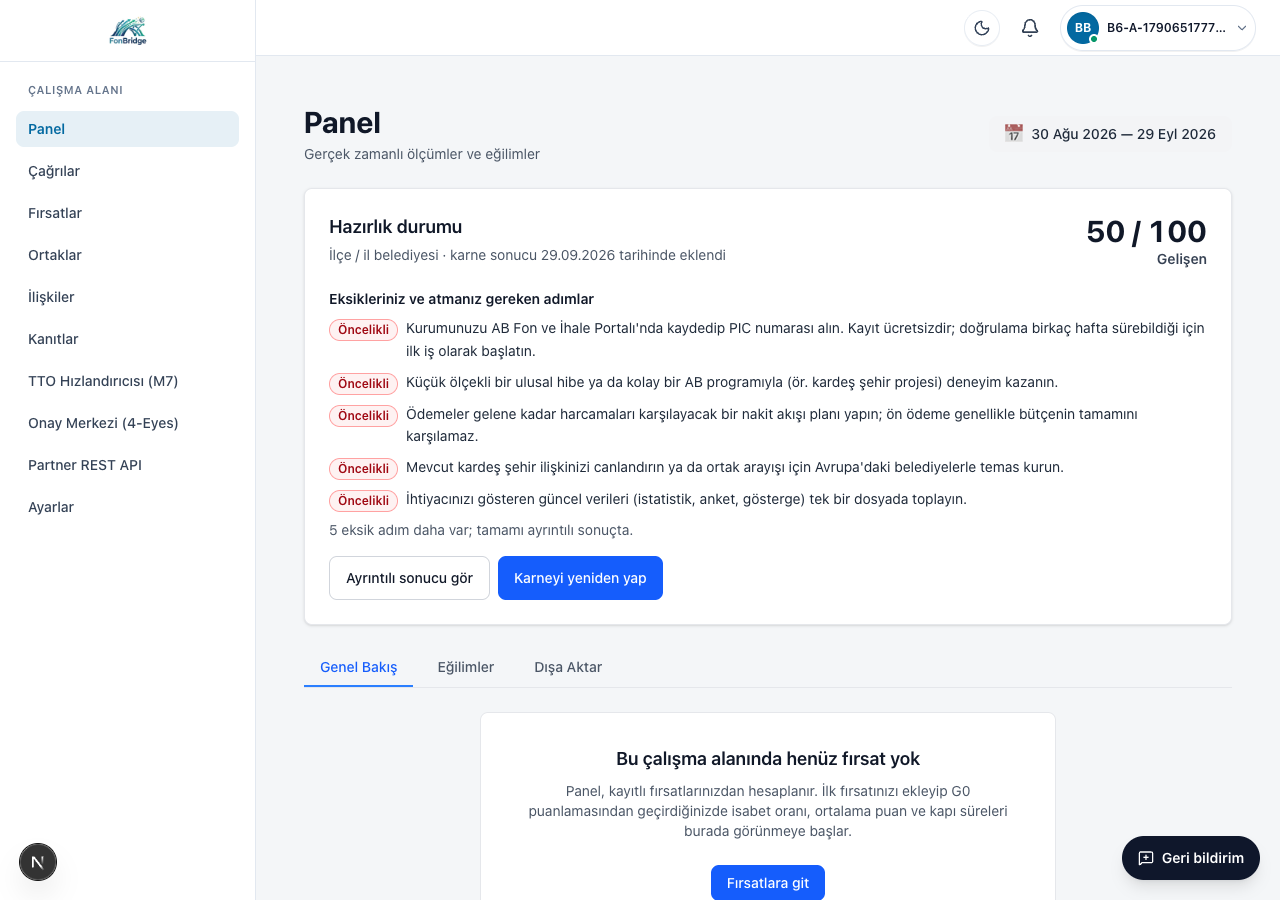 FonBridge
BB
B6-A-1790651777...
ÇALIŞMA ALANI
Panel
Çağrılar
Fırsatlar
Ortaklar
İlişkiler
Kanıtlar
TTO Hızlandırıcısı (M7)
Onay Merkezi (4-Eyes)
Partner REST API
Ayarlar
N
Panel
Gerçek zamanlı ölçümler ve eğilimler
17 30 Ağu 2026 — 29 Eyl 2026
Hazırlık durumu
İlçe / il belediyesi · karne sonucu 29.09.2026 tarihinde eklendi
50 / 100
Gelişen
Eksikleriniz ve atmanız gereken adımlar
Öncelikli Kurumunuzu AB Fon ve İhale Portalı'nda kaydedip PIC numarası alın. Kayıt ücretsizdir; doğrulama birkaç hafta sürebildiği için
ilk iş olarak başlatın.
Öncelikli Küçük ölçekli bir ulusal hibe ya da kolay bir AB programıyla (ör. kardeş şehir projesi) deneyim kazanın.
Öncelikli Ödemeler gelene kadar harcamaları karşılayacak bir nakit akışı planı yapın; ön ödeme genellikle bütçenin tamamını
karşılamaz.
Öncelikli Mevcut kardeş şehir ilişkinizi canlandırın ya da ortak arayışı için Avrupa'daki belediyelerle temas kurun.
Öncelikli İhtiyacınızı gösteren güncel verileri (istatistik, anket, gösterge) tek bir dosyada toplayın.
5 eksik adım daha var; tamamı ayrıntılı sonuçta.
Ayrıntılı sonucu gör
Karneyi yeniden yap
Genel Bakış
Eğilimler
Dışa Aktar
Bu çalışma alanında henüz fırsat yok
Panel, kayıtlı fırsatlarınızdan hesaplanır. İlk fırsatınızı ekleyip G0
puanlamasından geçirdiğinizde isabet oranı, ortalama puan ve kapı süreleri
burada görünmeye başlar.
Fırsatlara git
Geri bildirim